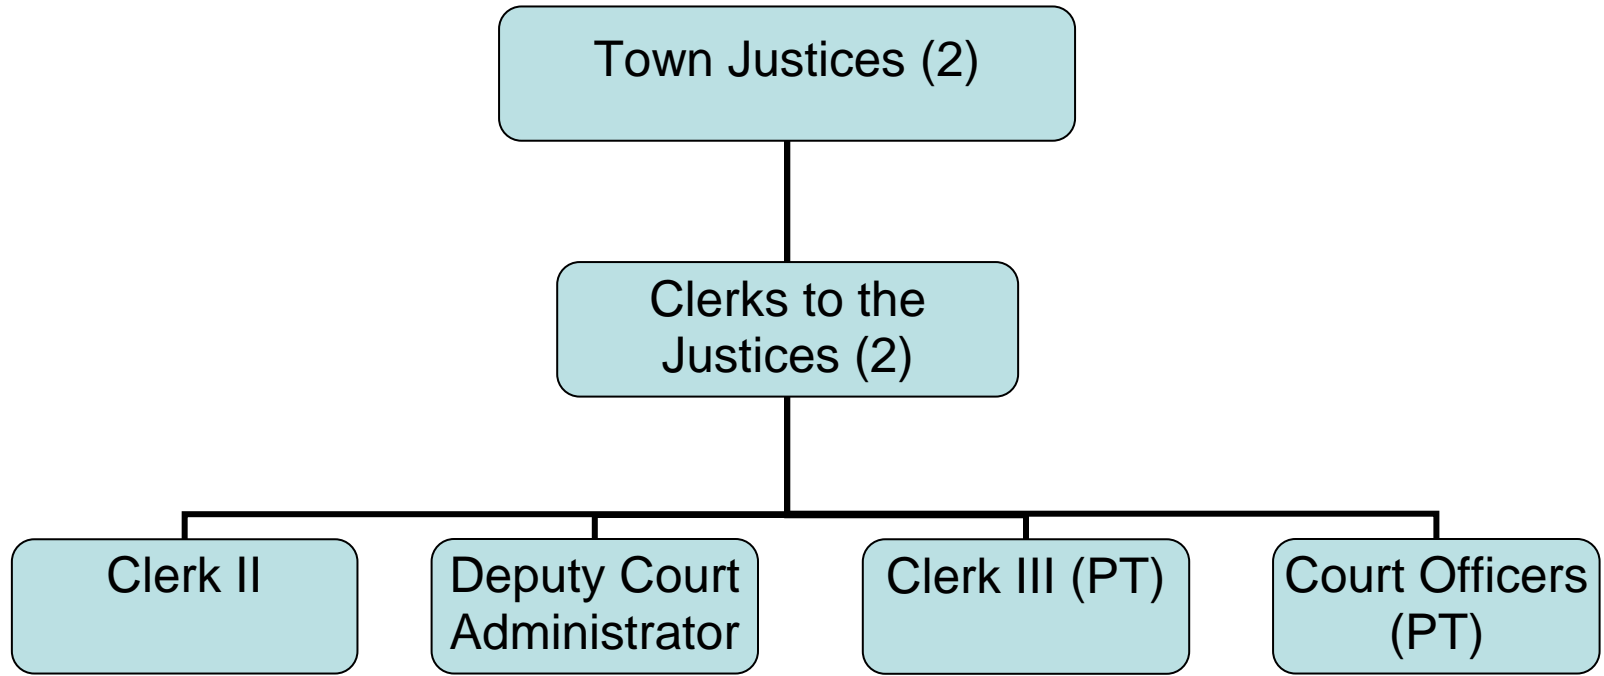 Town Justices (2)
Clerks to the
Justices (2)
Clerk II
Deputy Court
Administrator
Clerk III (PT)
Court Officers
(PT)